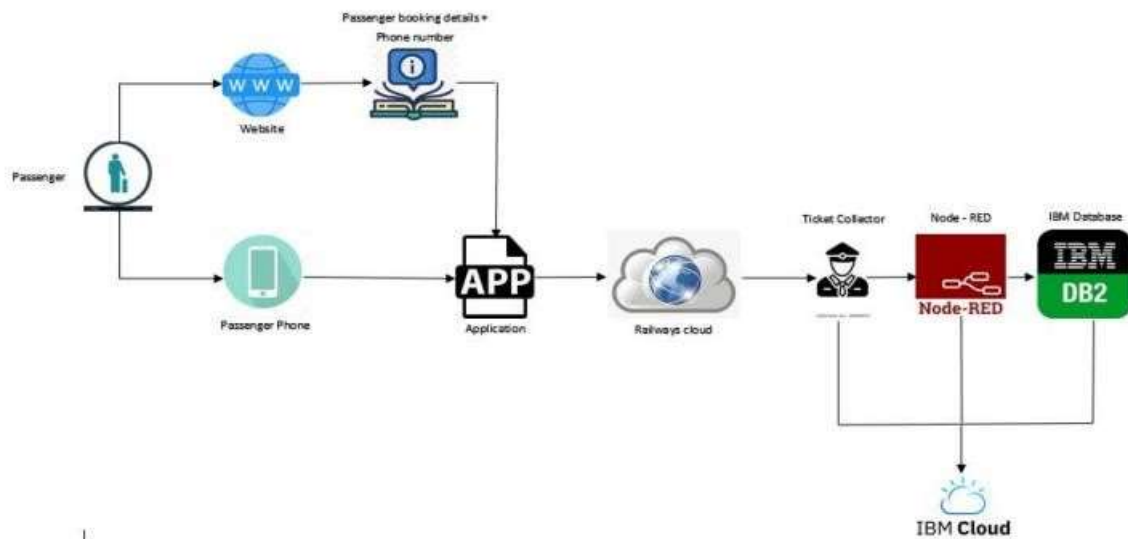 Passenger booking details +
Phone number
WWW
Website
Passenger
Passenger Phone
APP
Application
Railways cloud
Ticket Collector
Node - RED
Node-RED
IBM Database
IBM
DB2
IBM Cloud